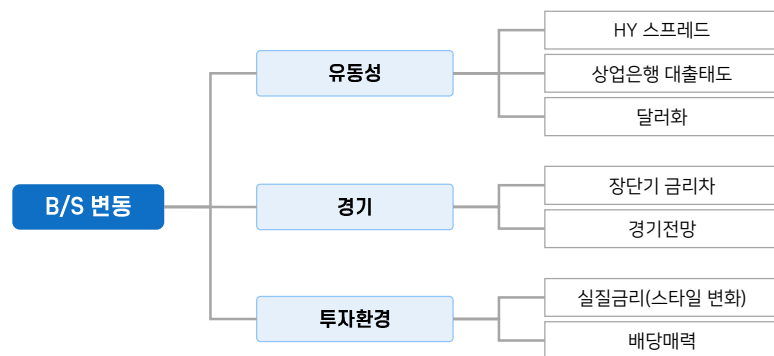 B/S 변동
유동성
HY 스프레드
상업은행 대출태도
달러화
경기
장단기 금리차
경기전망
투자환경
실질금리(스타일 변화)
배당매력